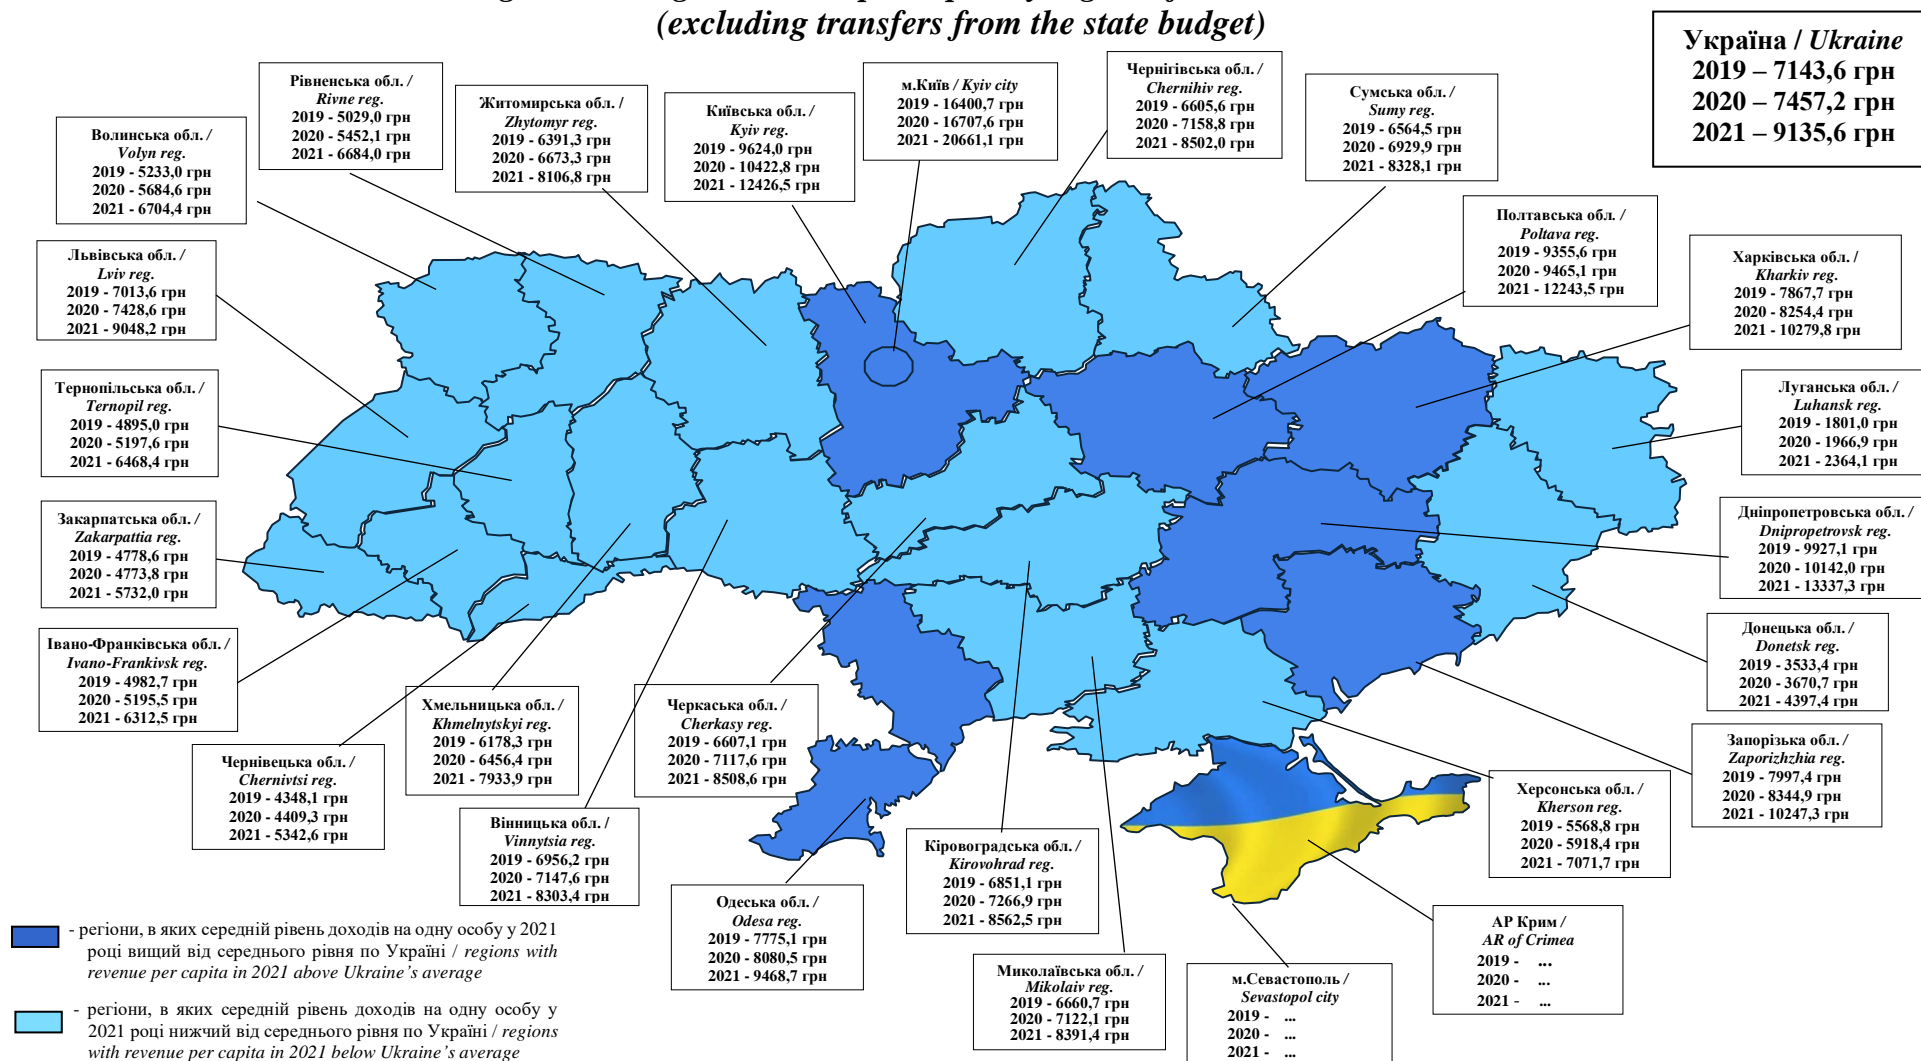 (excluding transfers from the state budget)
Україна / Ukraine
2019 – 7143,6 грн
2020 – 7457,2 грн
2021 – 9135,6 грн
Рівненська обл. /
Rivne reg.
2019 - 5029,0 грн
2020 - 5452,1 грн
2021 - 6684,0 грн
Житомирська обл. /
Zhytomyr reg.
2019 - 6391,3 грн
2020 - 6673,3 грн
2021 - 8106,8 грн
Київська обл. /
Kyiv reg.
2019 - 9624,0 грн
2020 - 10422,8 грн
2021 - 12426,5 грн
м.Київ / Kyiv city
2019 - 16400,7 грн
2020 - 16707,6 грн
2021 - 20661,1 грн
Чернігівська обл. /
Chernihiv reg.
2019 - 6605,6 грн
2020 - 7158,8 грн
2021 - 8502,0 грн
Сумська обл. /
Sumy reg.
2019 - 6564,5 грн
2020 - 6929,9 грн
2021 - 8328,1 грн
Волинська обл. /
Volyn reg.
2019 - 5233,0 грн
2020 - 5684,6 грн
2021 - 6704,4 грн
Полтавська обл. /
Poltava reg.
2019 - 9355,6 грн
2020 - 9465,1 грн
2021 - 12243,5 грн
Харківська обл. /
Kharkiv reg.
2019 - 7867,7 грн
2020 - 8254,4 грн
2021 - 10279,8 грн
Львівська обл. /
Lviv reg.
2019 - 7013,6 грн
2020 - 7428,6 грн
2021 - 9048,2 грн
Тернопільська обл. /
Ternopil reg.
2019 - 4895,0 грн
2020 - 5197,6 грн
2021 - 6468,4 грн
Луганська обл. /
Luhansk reg.
2019 - 1801,0 грн
2020 - 1966,9 грн
2021 - 2364,1 грн
Закарпатська обл. /
Zakarpattia reg.
2019 - 4778,6 грн
2020 - 4773,8 грн
2021 - 5732,0 грн
Дніпропетровська обл. /
Dnipropetrovsk reg.
2019 - 9927,1 грн
2020 - 10142,0 грн
2021 - 13337,3 грн
Івано-Франківська обл. /
Ivano-Frankivsk reg.
2019 - 4982,7 грн
2020 - 5195,5 грн
2021 - 6312,5 грн
Донецька обл. /
Donetsk reg.
2019 - 3533,4 грн
2020 - 3670,7 грн
2021 - 4397,4 грн
Хмельницька обл. /
Khmelnytskyi reg.
2019 - 6178,3 грн
2020 - 6456,4 грн
2021 - 7933,9 грн
Черкаська обл. /
Cherkasy reg.
2019 - 6607,1 грн
2020 - 7117,6 грн
2021 - 8508,6 грн
Чернівецька обл. /
Chernivtsi reg.
2019 - 4348,1 грн
2020 - 4409,3 грн
2021 - 5342,6 грн
Запорізька обл. /
Zaporizhzhia reg.
2019 - 7997,4 грн
2020 - 8344,9 грн
2021 - 10247,3 грн
Херсонська обл. /
Kherson reg.
2019 - 5568,8 грн
2020 - 5918,4 грн
2021 - 7071,7 грн
Вінницька обл. /
Vinnytsia reg.
2019 - 6956,2 грн
2020 - 7147,6 грн
2021 - 8303,4 грн
Кіровоградська обл. /
Kirovohrad reg.
2019 - 6851,1 грн
2020 - 7266,9 грн
2021 - 8562,5 грн
Одеська обл. /
Odesa reg.
2019 - 7775,1 грн
2020 - 8080,5 грн
2021 - 9468,7 грн
АР Крим /
AR of Crimea
2019 - ...
2020 - ...
2021 - ...
Миколаївська обл. /
Mikolaiv reg.
2019 - 6660,7 грн
2020 - 7122,1 грн
2021 - 8391,4 грн
м.Севастополь /
Sevastopol city
2019 - ...
2020 - ...
2021 - ...
- регіони, в яких середній рівень доходів на одну особу у 2021
році вищий від середнього рівня по Україні / regions with
revenue per capita in 2021 above Ukraine's average
- регіони, в яких середній рівень доходів на одну особу у
2021 році нижчий від середнього рівня по Україні / regions
with revenue per capita in 2021 below Ukraine's average